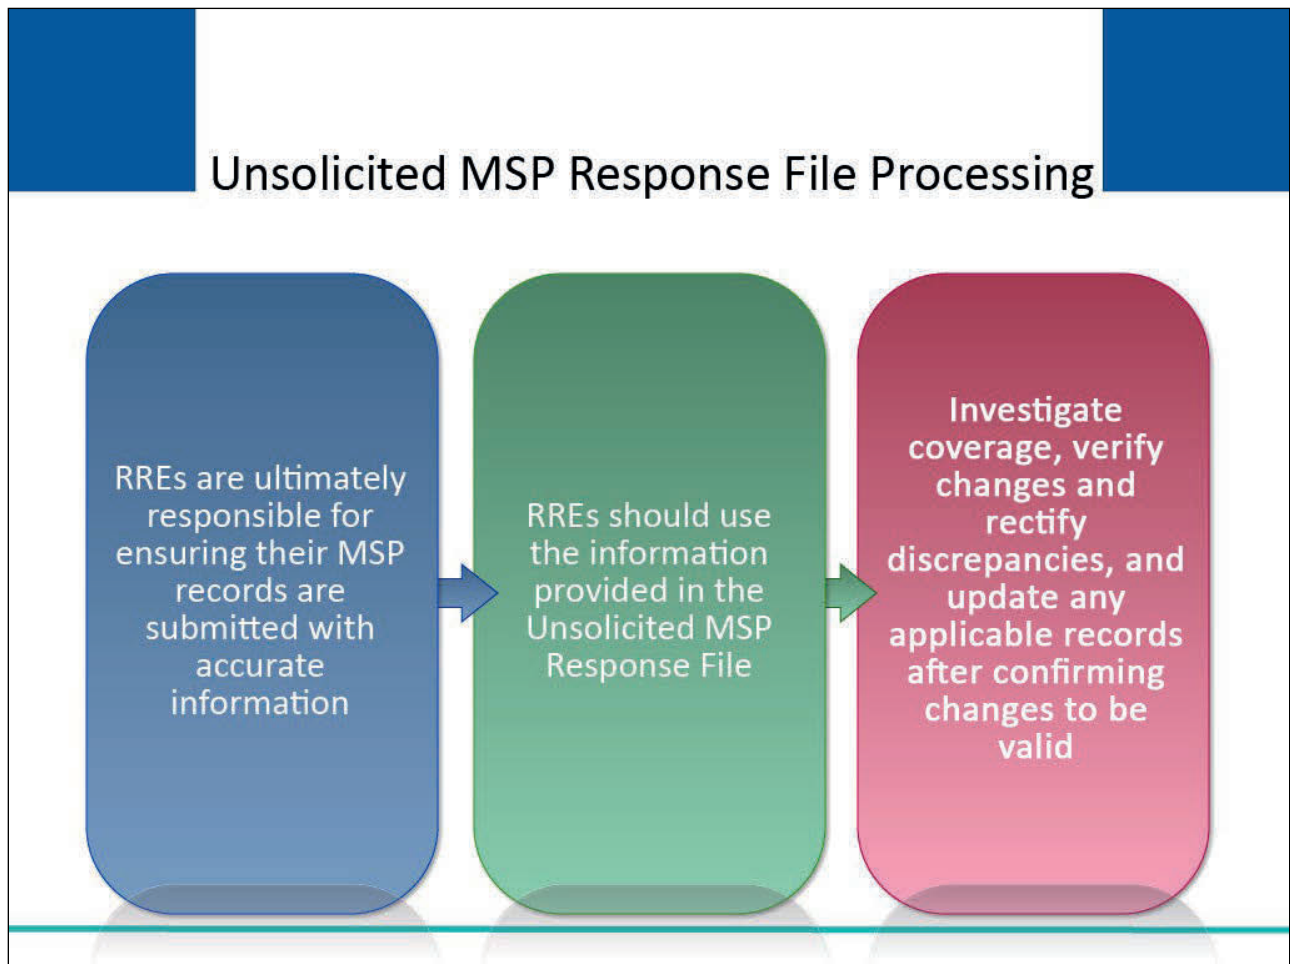 Unsolicited MSP Response File Processing
RREs are ultimately
responsible for
ensuring their MSP
records are
submitted with
accurate
information
RREs should use
the information
provided in the
Unsolicited MSP
Response File
Investigate
coverage, verify
changes and
rectify
discrepancies, and
update any
applicable records
after confirming
changes to be
valid